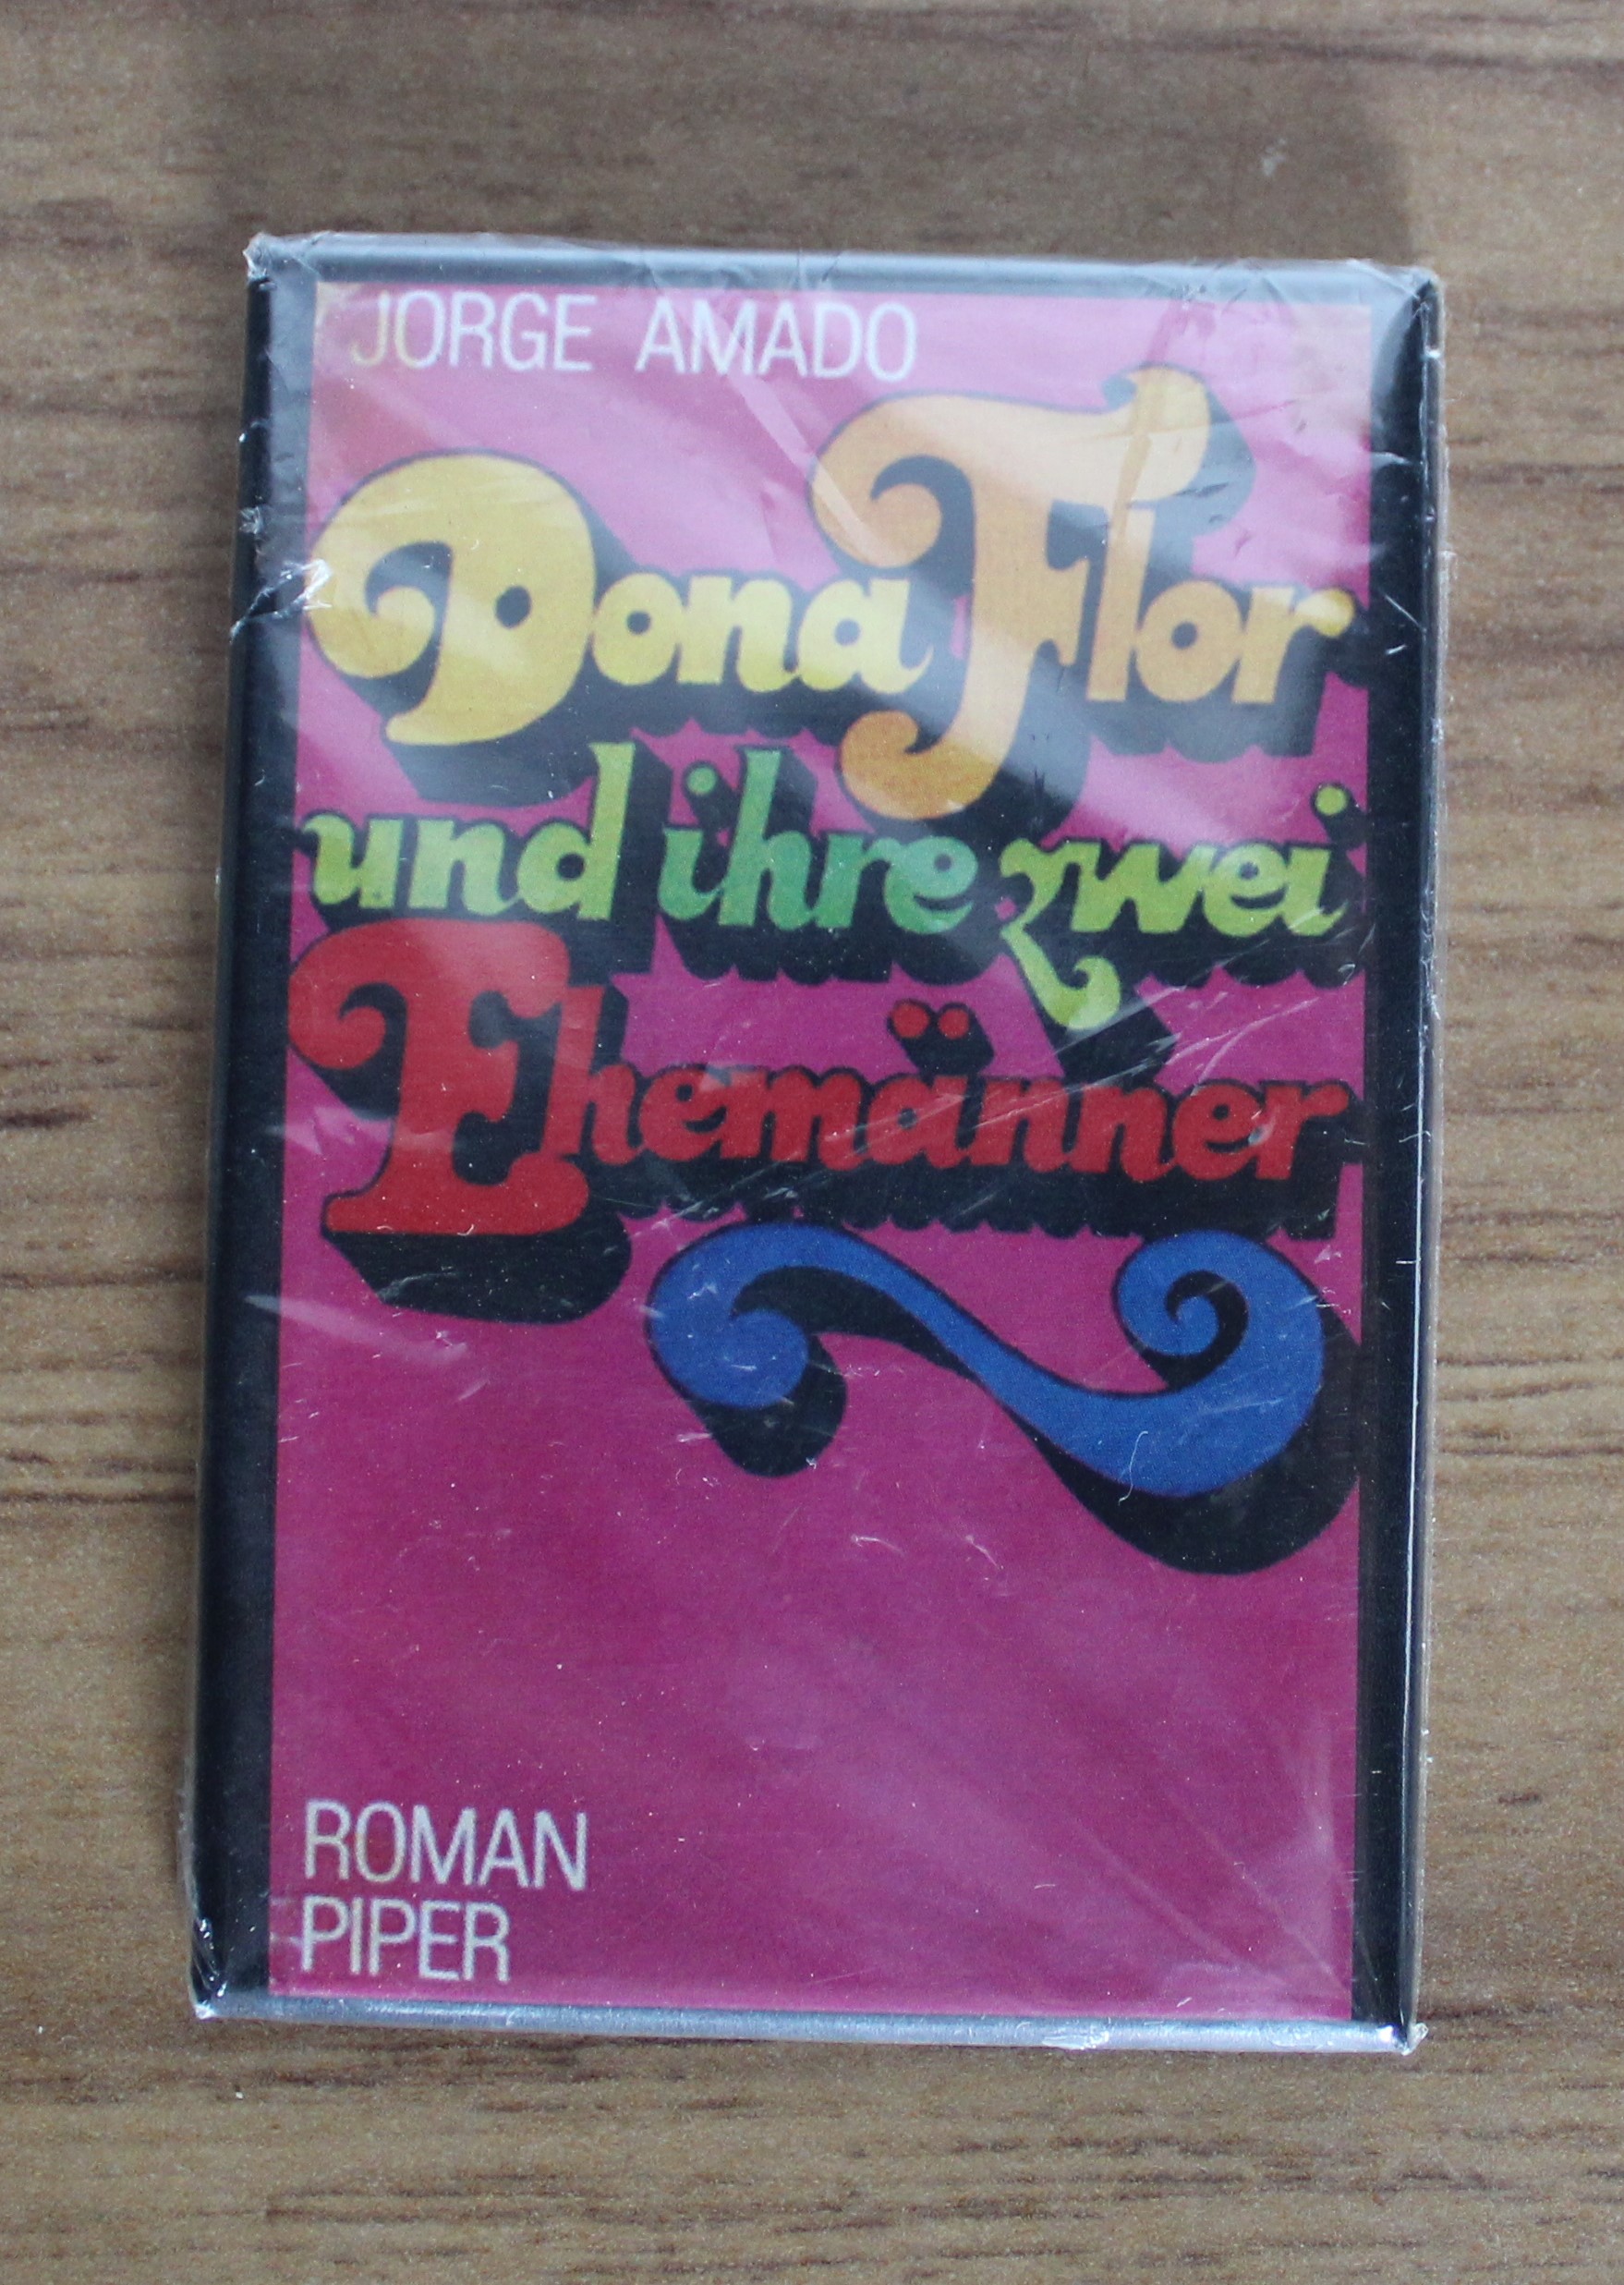 JORGE AMADO
Dona Flor
und ihre zwei
Ehemänner
ROMAN
PIPER